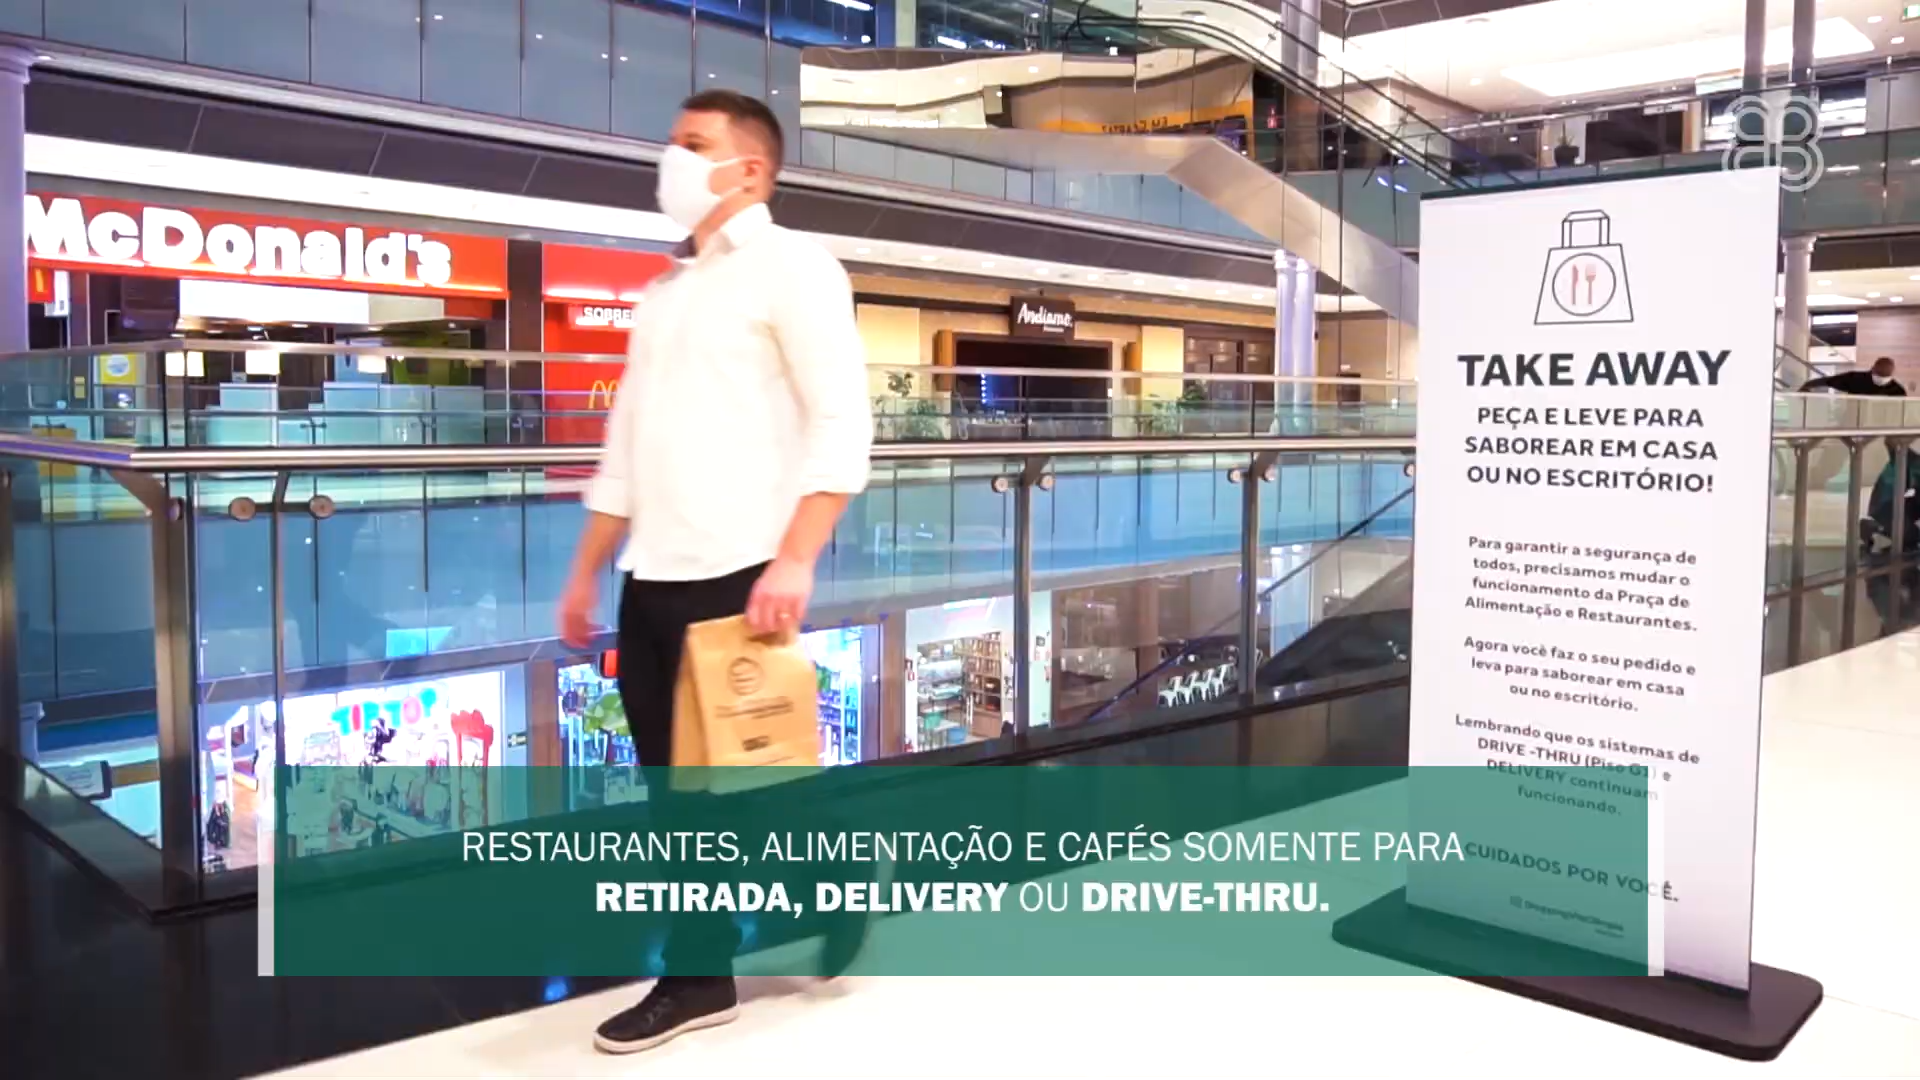 McDonald's
SOBRE
Andiamo
TIP TOP
TAKE AWAY
PEÇA E LEVE PARA
SABOREAR EM CASA
OU NO ESCRITÓRIO!
Para garantir a segurança de
todos, precisamos mudar o
funcionamento da Praça de
Alimentação e Restaurantes.
Agora você faz o seu pedido e
leva para saborear em casa
ou no escritório.
Lembrando que os sistemas de
DRIVE -THRU (Piso G1) e
DELIVERY continuam
funcionando.
CUIDADOS POR VOCÊ.
RESTAURANTES, ALIMENTAÇÃO E CAFÉS SOMENTE PARA
RETIRADA, DELIVERY OU DRIVE-THRU.